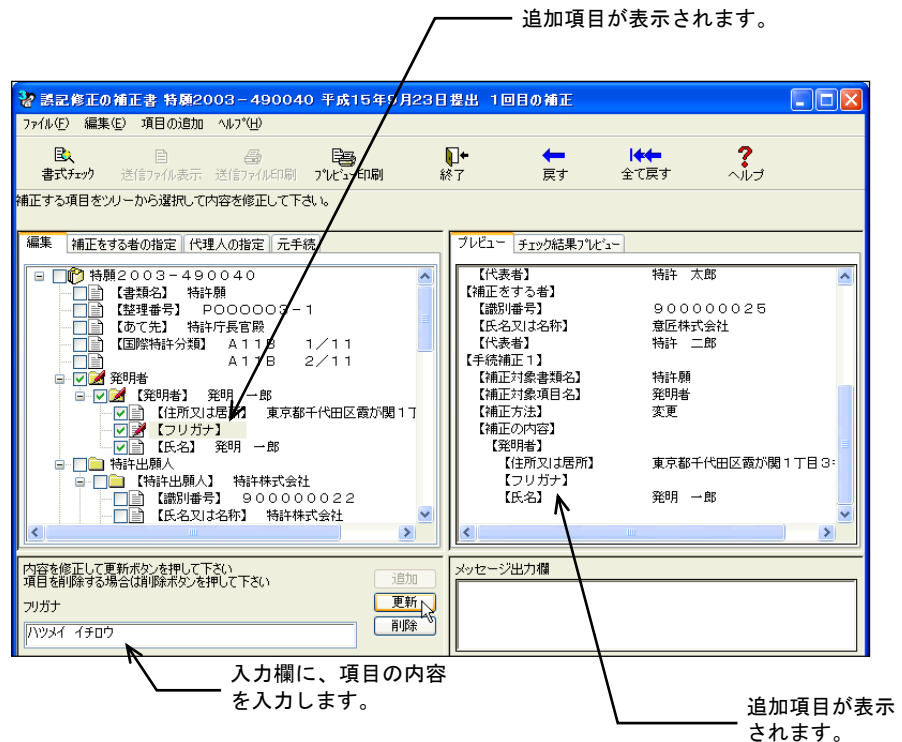 追加項目が表示されます。
誤記修正の補正書 特願2003-490040 平成15年9月23日提出 1回目の補正
ファイル(F) 編集(E) 項目の追加 ヘルプ(H)
書式チェック 送信ファイル表示 送信ファイル印刷 プレビュー印刷 終了 戻す 全て戻す ヘルプ
補正する項目をツリーから選択して内容を修正して下さい。
編集 補正をする者の指定 代理人の指定 元手続
特願2003-490040
【書類名】 特許願
【整理番号】 P000003-1
【あて先】 特許庁長官殿
【国際特許分類】 A11B 1/11
A11B 2/11
発明者
【発明者】 発明 一郎
【住所又は居所】 東京都千代田区霞が関1丁
【フリガナ】
【氏名】 発明 一郎
特許出願人
【特許出願人】 特許株式会社
【識別番号】 900000022
【氏名又は名称】 特許株式会社
プレビュー チェック結果プレビュー
【代表者】 特許 太郎
【補正をする者】
【識別番号】 900000025
【氏名又は名称】 意匠株式会社
【代表者】 特許 二郎
【手続補正1】
【補正対象書類名】 特許願
【補正対象項目名】 発明者
【補正方法】 変更
【補正の内容】
【発明者】
【住所又は居所】 東京都千代田区霞が関1丁目3
【フリガナ】
【氏名】 発明 一郎
内容を修正して更新ボタンを押して下さい
項目を削除する場合は削除ボタンを押して下さい
追加
フリガナ
更新
ハツメイ イチロウ
削除
メッセージ出力欄
入力欄に、項目の内容
を入力します。
追加項目が表示
されます。